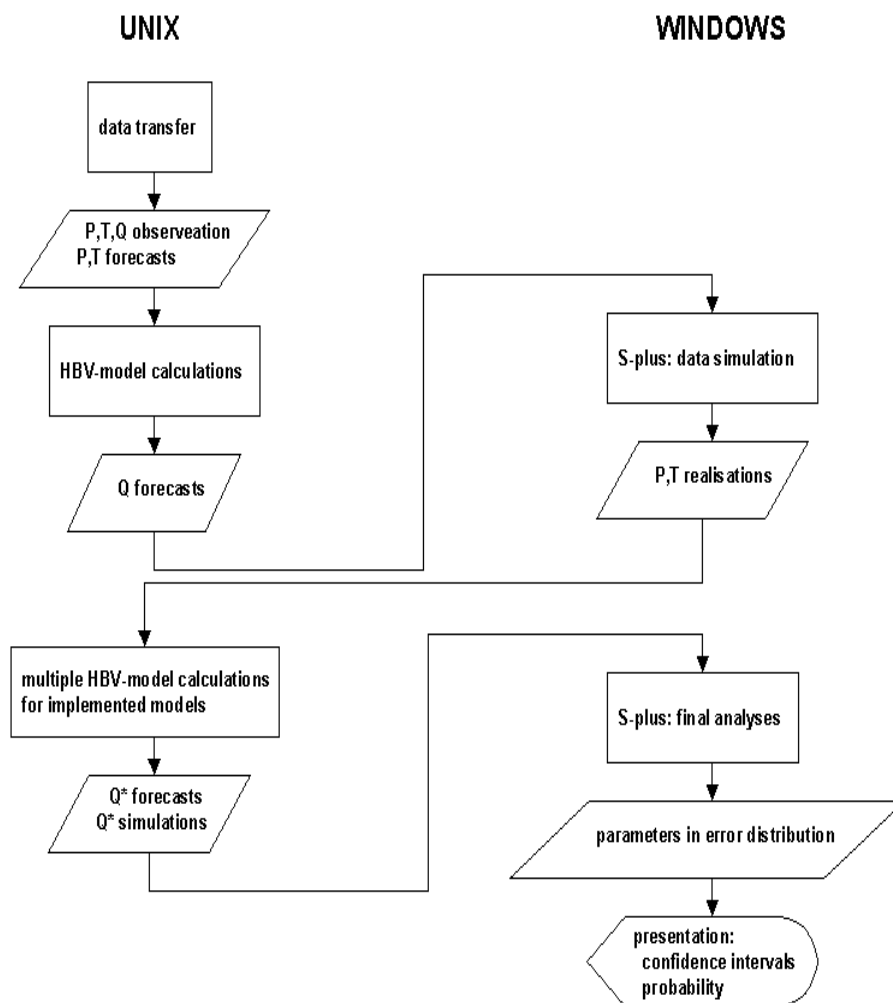 UNIX
WINDOWS
data transfer
P,T,Q observeation
P,T forecasts
HBV-model calculations
Q forecasts
S-plus: data simulation
P,T realisations
multiple HBV-model calculations
for implemented models
Q* forecasts
Q* simulations
S-plus: final analyses
parameters in error distribution
presentation:
confidence intervals
probability